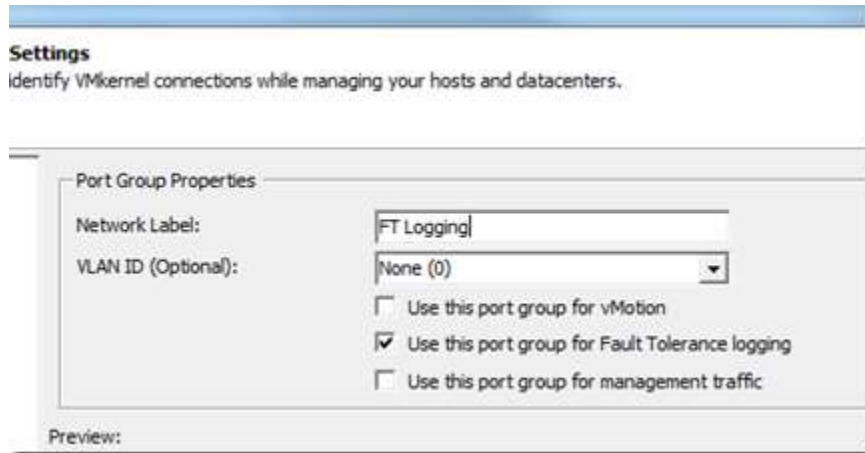 Settings
identify VMkernel connections while managing your hosts and datacenters.
Port Group Properties
Network Label:
FT Logging
VLAN ID (Optional):
None (0)
Use this port group for vMotion
Use this port group for Fault Tolerance logging
Use this port group for management traffic
Preview: